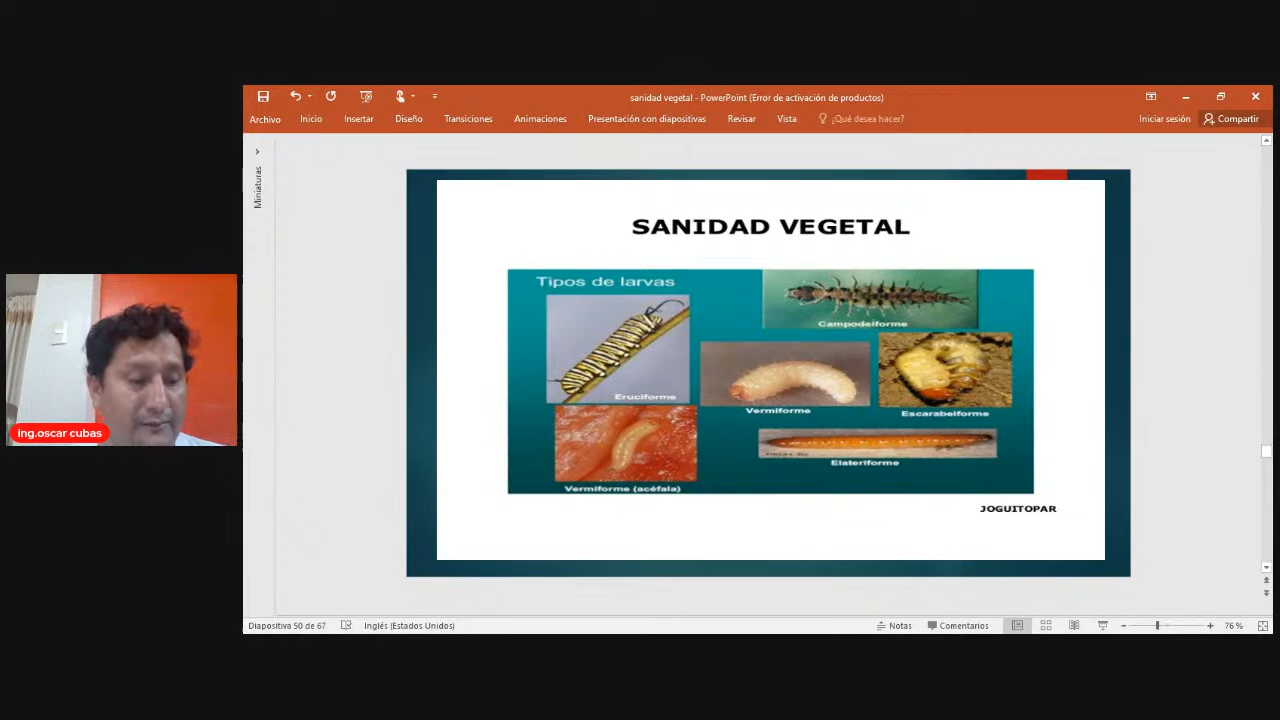 sanidad vegetal - PowerPoint (Error de activación de productos)
Archivo Inicio Insertar Diseño Transiciones Animaciones Presentación con diapositivas Revisar Vista ¿Qué desea hacer? Iniciar sesión Compartir
Miniaturas
SANIDAD VEGETAL
Tipos de larvas
Campodeiforme
Eruciforme
Vermiforme
Escarabeiforme
Elateriforme
Vermiforme (acéfala)
JOGUITOPAR
ing.oscar cubas
Diapositiva 50 de 67 Inglés (Estados Unidos) Notas Comentarios 76 %